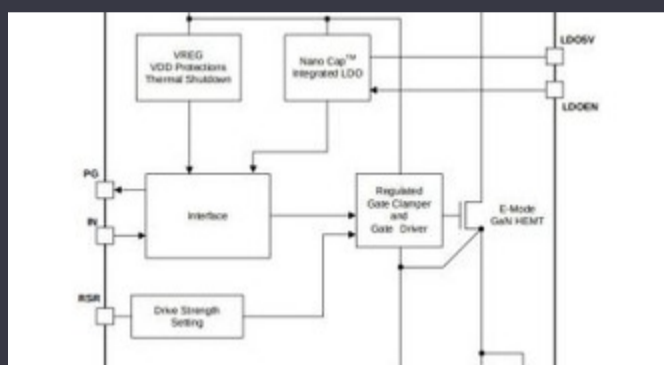 LDO5V
VREG
VDD Protections
Thermal Shutdown
Nano Cap™
Integrated LDO
LDOEN
PG
Interface
Regulated
Gate Clamper
and
Gate Driver
E-Mode
GaN HEMT
IN
RSR
Drive Strength
Setting